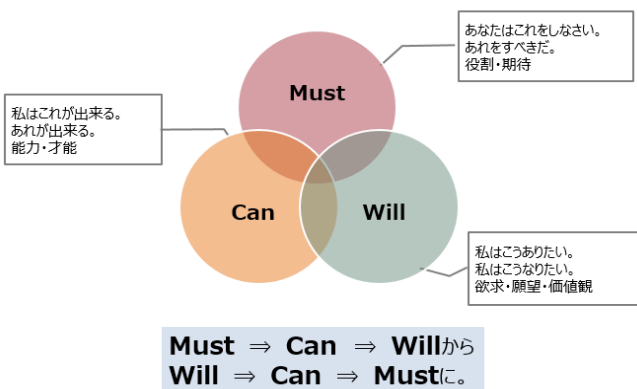 あなたはこれをしなさい。
あれをすべきだ。
役割・期待
Must
私はこれが出来る。
あれが出来る。
能力・才能
Can
Will
私はこうありたい。
私はこうなりたい。
欲求・願望・価値観
Must ⇒ Can ⇒ Willから
Will ⇒ Can ⇒ Mustに。